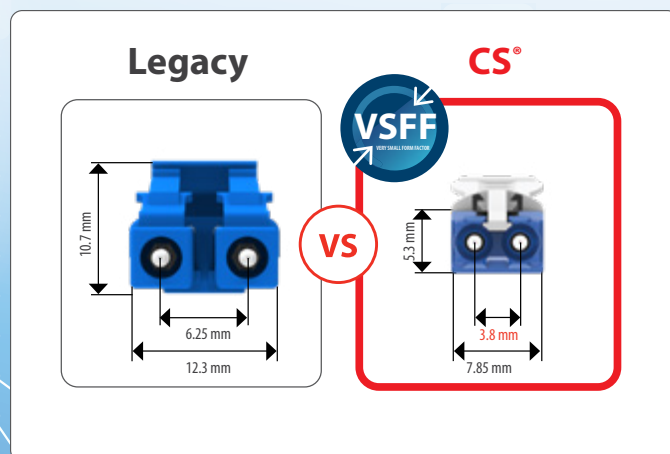 Legacy
CS®
VSFF
VERY SMALL FORM FACTOR
10.7 mm
6.25 mm
12.3 mm
VS
5.3 mm
3.8 mm
7.85 mm